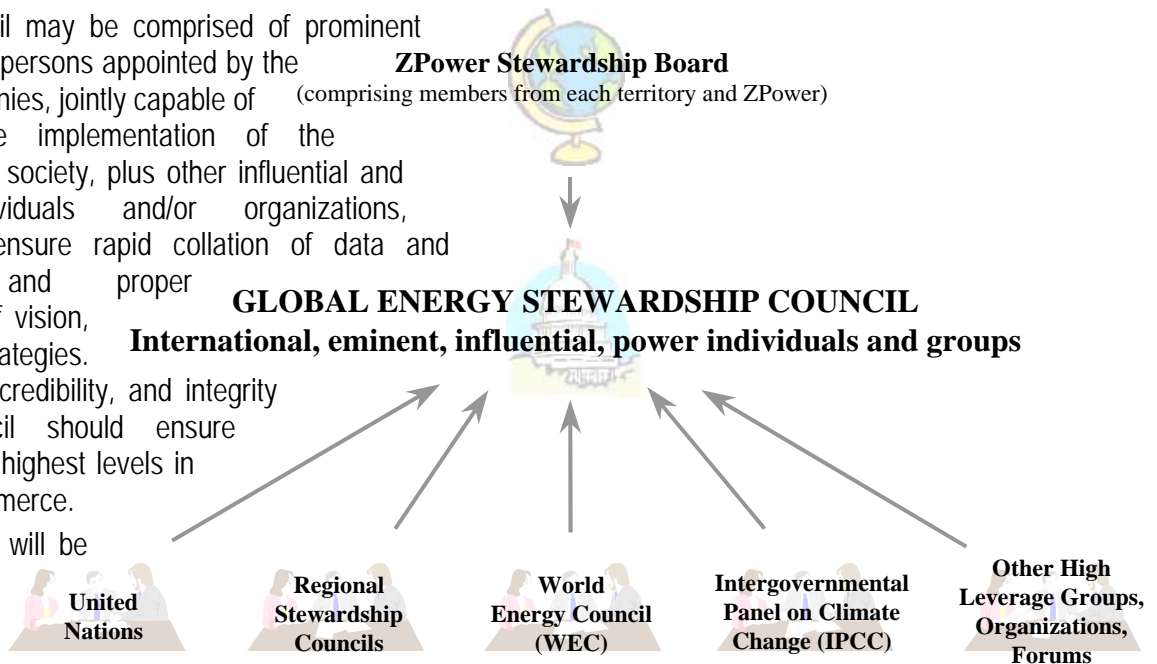 il may be comprised of prominent
persons appointed by the
nies, jointly capable of
e implementation of the
society, plus other influential and
viduals and/or organizations,
ensure rapid collation of data and
and proper
f vision,
ategies.
credibility, and integrity
cil should ensure
highest levels in
merce.
will be
ZPower Stewardship Board
(comprising members from each territory and ZPower)
GLOBAL ENERGY STEWARDSHIP COUNCIL
International, eminent, influential, power individuals and groups
United
Nations
Regional
Stewardship
Councils
World
Energy Council
(WEC)
Intergovernmental
Panel on Climate
Change (IPCC)
Other High
Leverage Groups,
Organizations,
Forums